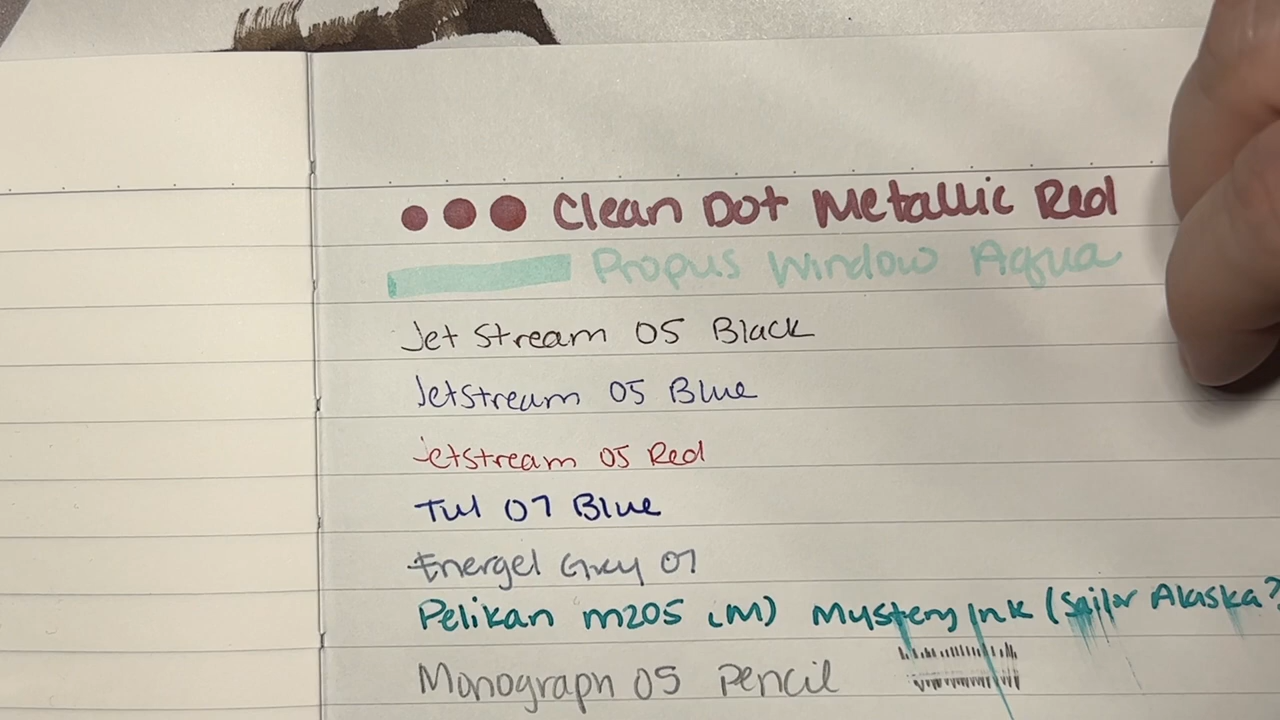 Clean Dot Metallic Red
Propus Window Aqua
Jet Stream 05 Black
Jetstream 05 Blue
Jetstream 05 Red
Tul 07 Blue
Energel Grey 07
Pelikan m205 (M) Mystery Ink (Sailor Alaska?
Monograph 05 Pencil